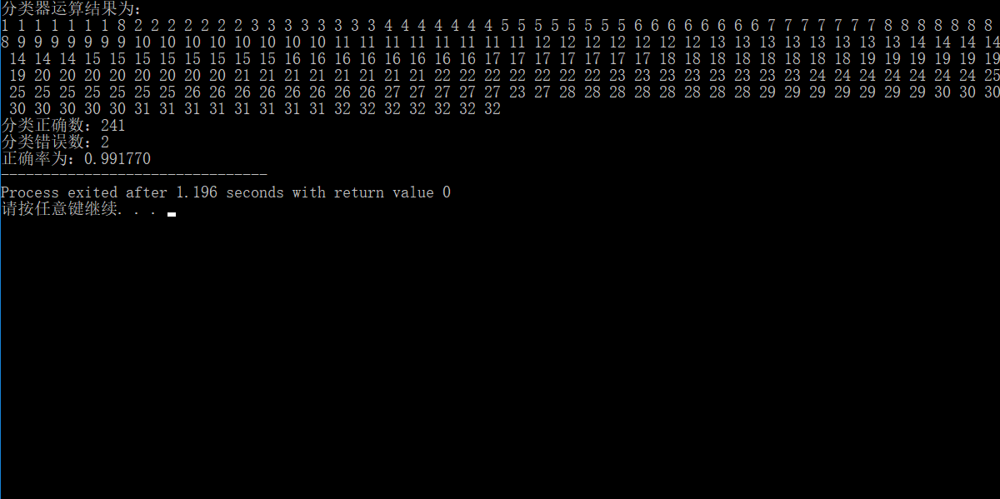 分类器运算结果为:
1 1 1 1 1 1 1 8 2 2 2 2 2 2 2 3 3 3 3 3 3 3 3 4 4 4 4 4 4 4 5 5 5 5 5 5 5 5 6 6 6 6 6 6 6 6 7 7 7 7 7 7 7 8 8 8 8 8 8 8
8 9 9 9 9 9 9 9 10 10 10 10 10 10 10 10 11 11 11 11 11 11 11 11 12 12 12 12 12 12 12 13 13 13 13 13 13 13 13 14 14 14 14
14 14 14 15 15 15 15 15 15 15 15 16 16 16 16 16 16 16 16 17 17 17 17 17 17 17 18 18 18 18 18 18 18 18 19 19 19 19 19 19
19 20 20 20 20 20 20 20 20 21 21 21 21 21 21 21 21 22 22 22 22 22 22 22 23 23 23 23 23 23 23 23 24 24 24 24 24 24 24 25
25 25 25 25 25 25 25 26 26 26 26 26 26 26 26 27 27 27 27 27 23 27 28 28 28 28 28 28 28 28 29 29 29 29 29 29 29 30 30 30
30 30 30 30 30 31 31 31 31 31 31 31 31 32 32 32 32 32 32 32
分类正确数: 241
分类错误数: 2
正确率为: 0.991770
--------------------------------
Process exited after 1.196 seconds with return value 0
请按任意键继续. . .